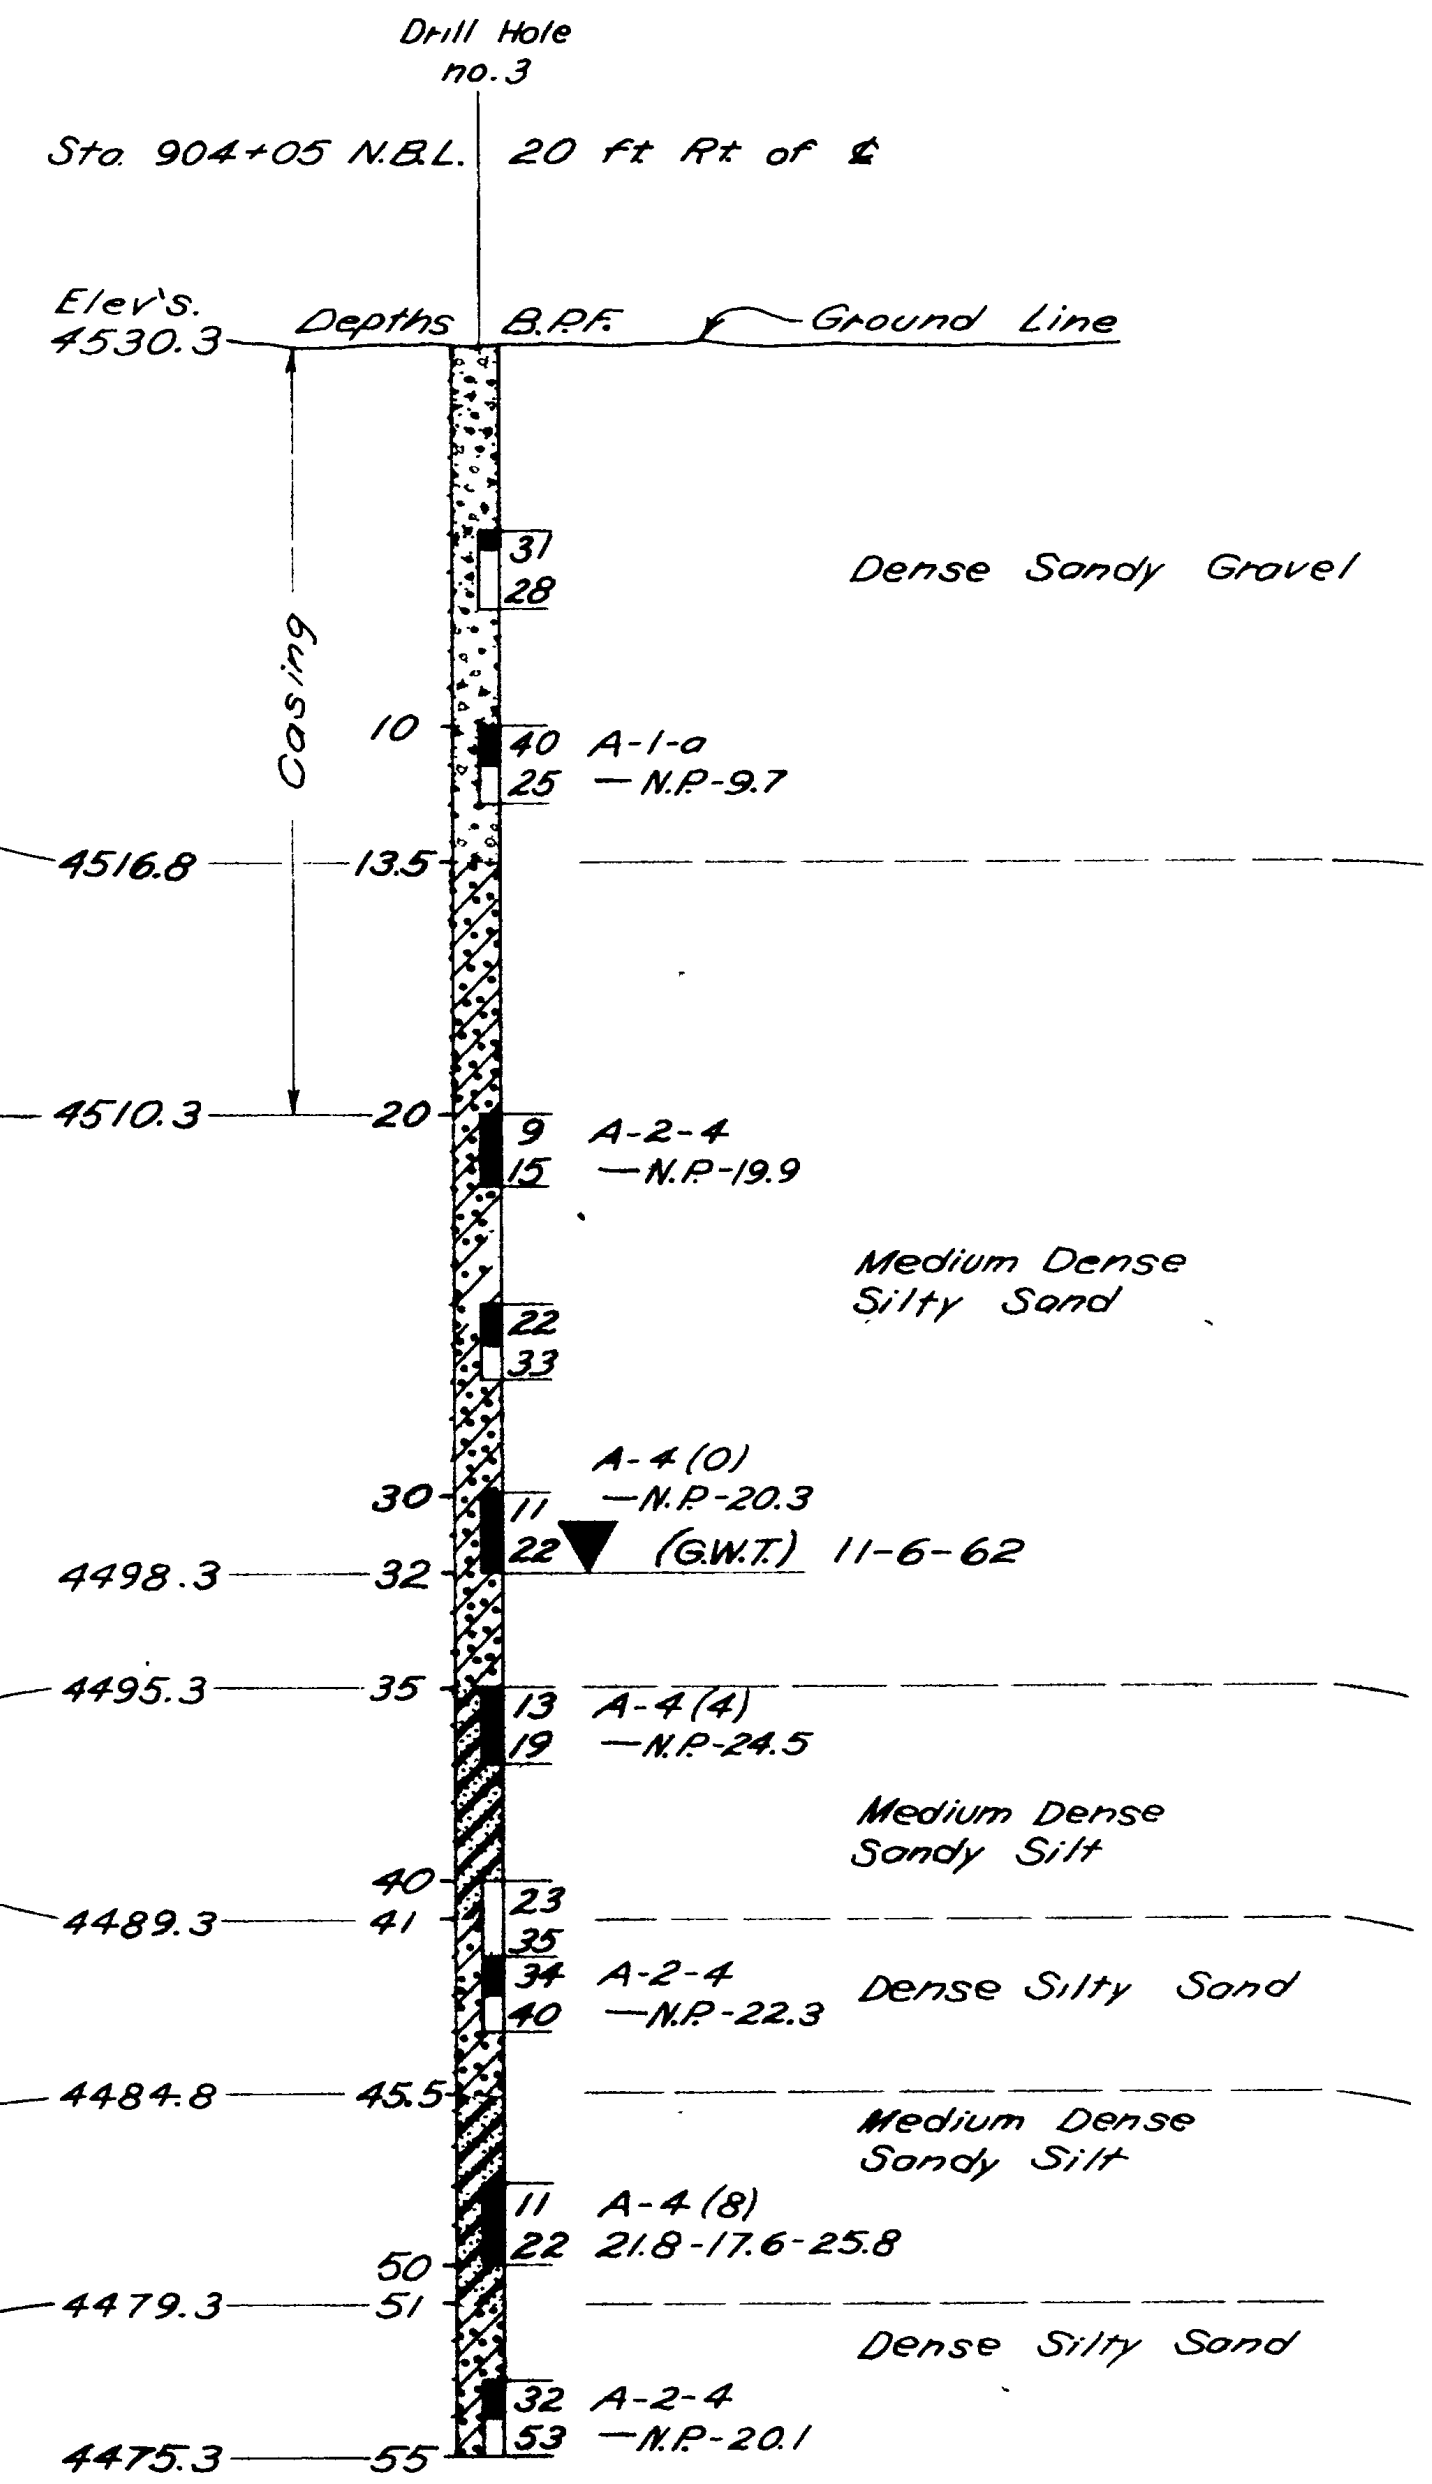 Drill Hole
no. 3
Sta. 904+05 N.B.L. 20 ft Rt. of ℄
Elev's.
4530.3 Depths B.P.F. Ground Line
37
28
Dense Sandy Gravel
Casing
10 40 A-1-a
25 — N.P.-9.7
4516.8 13.5
4510.3 20 9 A-2-4
15 — N.P.-19.9
Medium Dense
Silty Sand
22
33
A-4(0)
30 11 — N.P.-20.3
22 (G.W.T.) 11-6-62
4498.3 32
4495.3 35
13 A-4(4)
19 — N.P.-24.5
Medium Dense
Sandy Silt
40 23
4489.3 41
35
34 A-2-4 Dense Silty Sand
40 — N.P.-22.3
4484.8 45.5
Medium Dense
Sandy Silt
11 A-4(8)
22 21.8-17.6-25.8
50
4479.3 51
Dense Silty Sand
32 A-2-4
53 — N.P.-20.1
4475.3 55